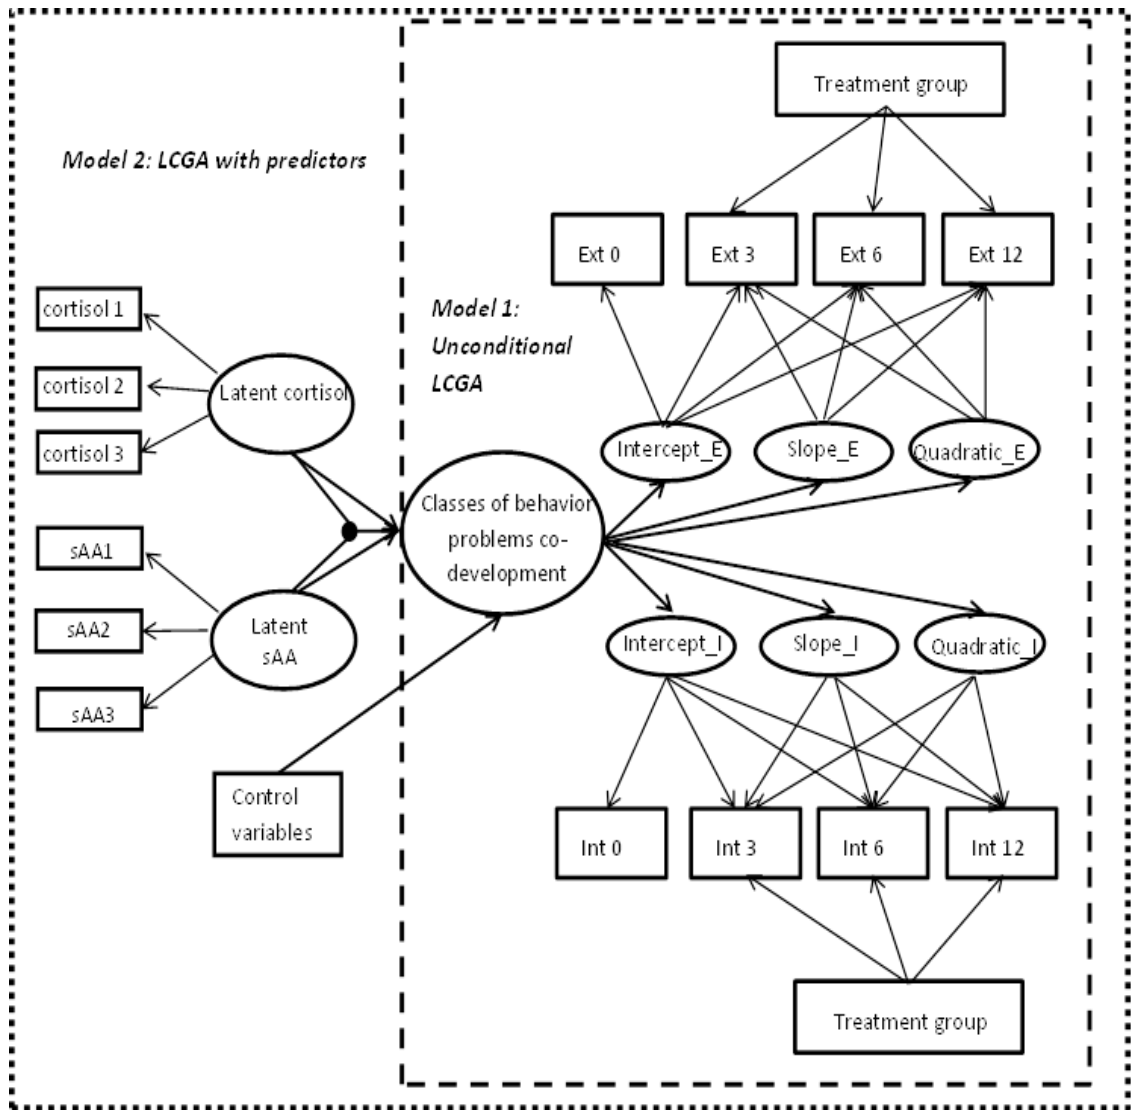 Model 2: LCGA with predictors
cortisol 1
cortisol 2
cortisol 3
Latent cortisol
sAA1
sAA2
sAA3
Latent
sAA
Control
variables
Model 1:
Unconditional
LCGA
Classes of behavior
problems co-
development
Treatment group
Ext 0
Ext 3
Ext 6
Ext 12
Intercept_E
Slope_E
Quadratic_E
Intercept_I
Slope_I
Quadratic_I
Int 0
Int 3
Int 6
Int 12
Treatment group